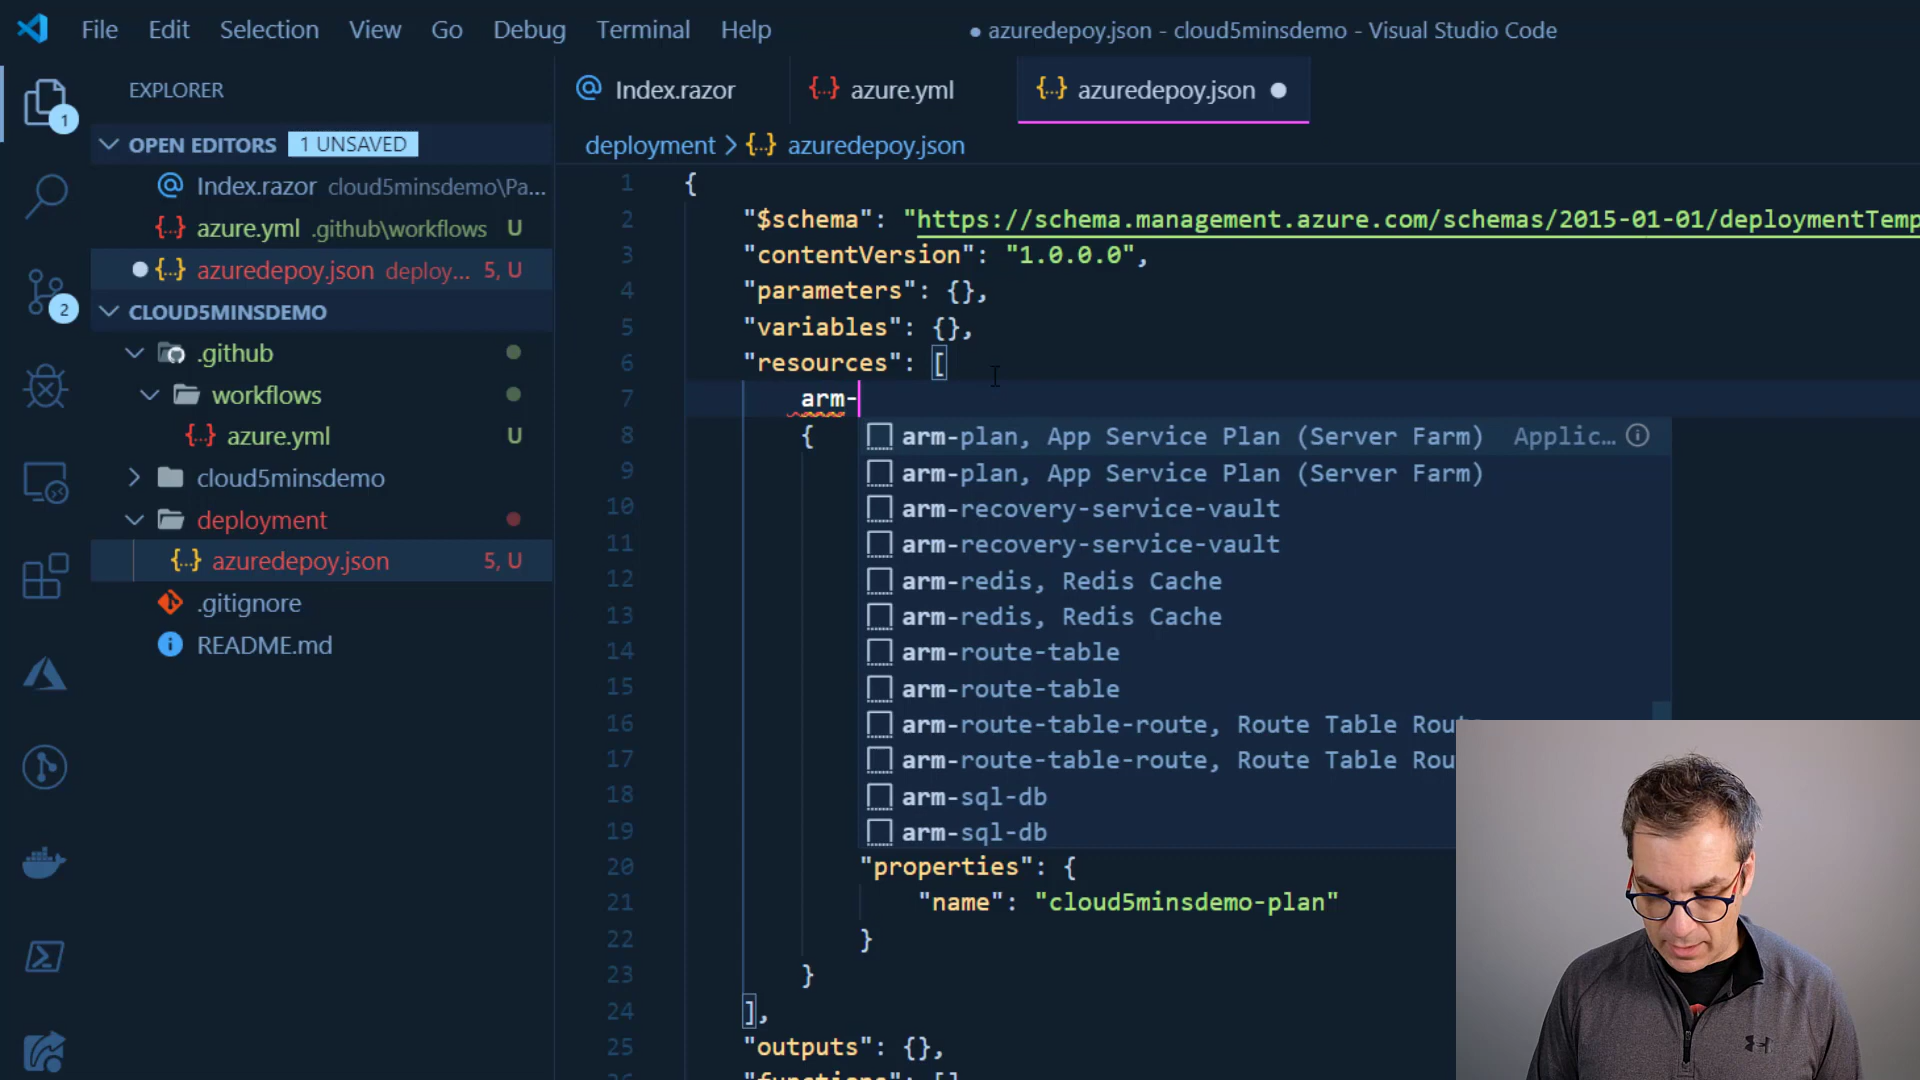 File Edit Selection View Go Debug Terminal Help
● azuredepoy.json - cloud5minsdemo - Visual Studio Code
EXPLORER
1
OPEN EDITORS 1 UNSAVED
Index.razor cloud5minsdemo\Pa...
azure.yml .github\workflows U
azuredepoy.json deploy... 5, U
2
CLOUD5MINSDEMO
.github
workflows
azure.yml U
cloud5minsdemo
deployment
azuredepoy.json 5, U
.gitignore
README.md
Index.razor azure.yml azuredepoy.json
deployment > azuredepoy.json
1 {
2 "$schema": "https://schema.management.azure.com/schemas/2015-01-01/deploymentTemp
3 "contentVersion": "1.0.0.0",
4 "parameters": {},
5 "variables": {},
6 "resources": [
7 arm-
8 { arm-plan, App Service Plan (Server Farm) Applic...
9 arm-plan, App Service Plan (Server Farm)
10 arm-recovery-service-vault
11 arm-recovery-service-vault
12 arm-redis, Redis Cache
13 arm-redis, Redis Cache
14 arm-route-table
15 arm-route-table
16 arm-route-table-route, Route Table Route
17 arm-route-table-route, Route Table Rou
18 arm-sql-db
19 arm-sql-db
20 "properties": {
21 "name": "cloud5minsdemo-plan"
22 }
23 }
24 ],
25 "outputs": {},
26 "functions": []